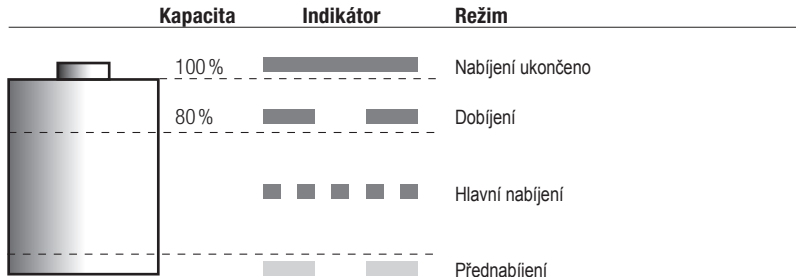 Kapacita Indikátor Režim
100 % Nabíjení ukončeno
80 % Dobíjení
Hlavní nabíjení
Přednabíjení